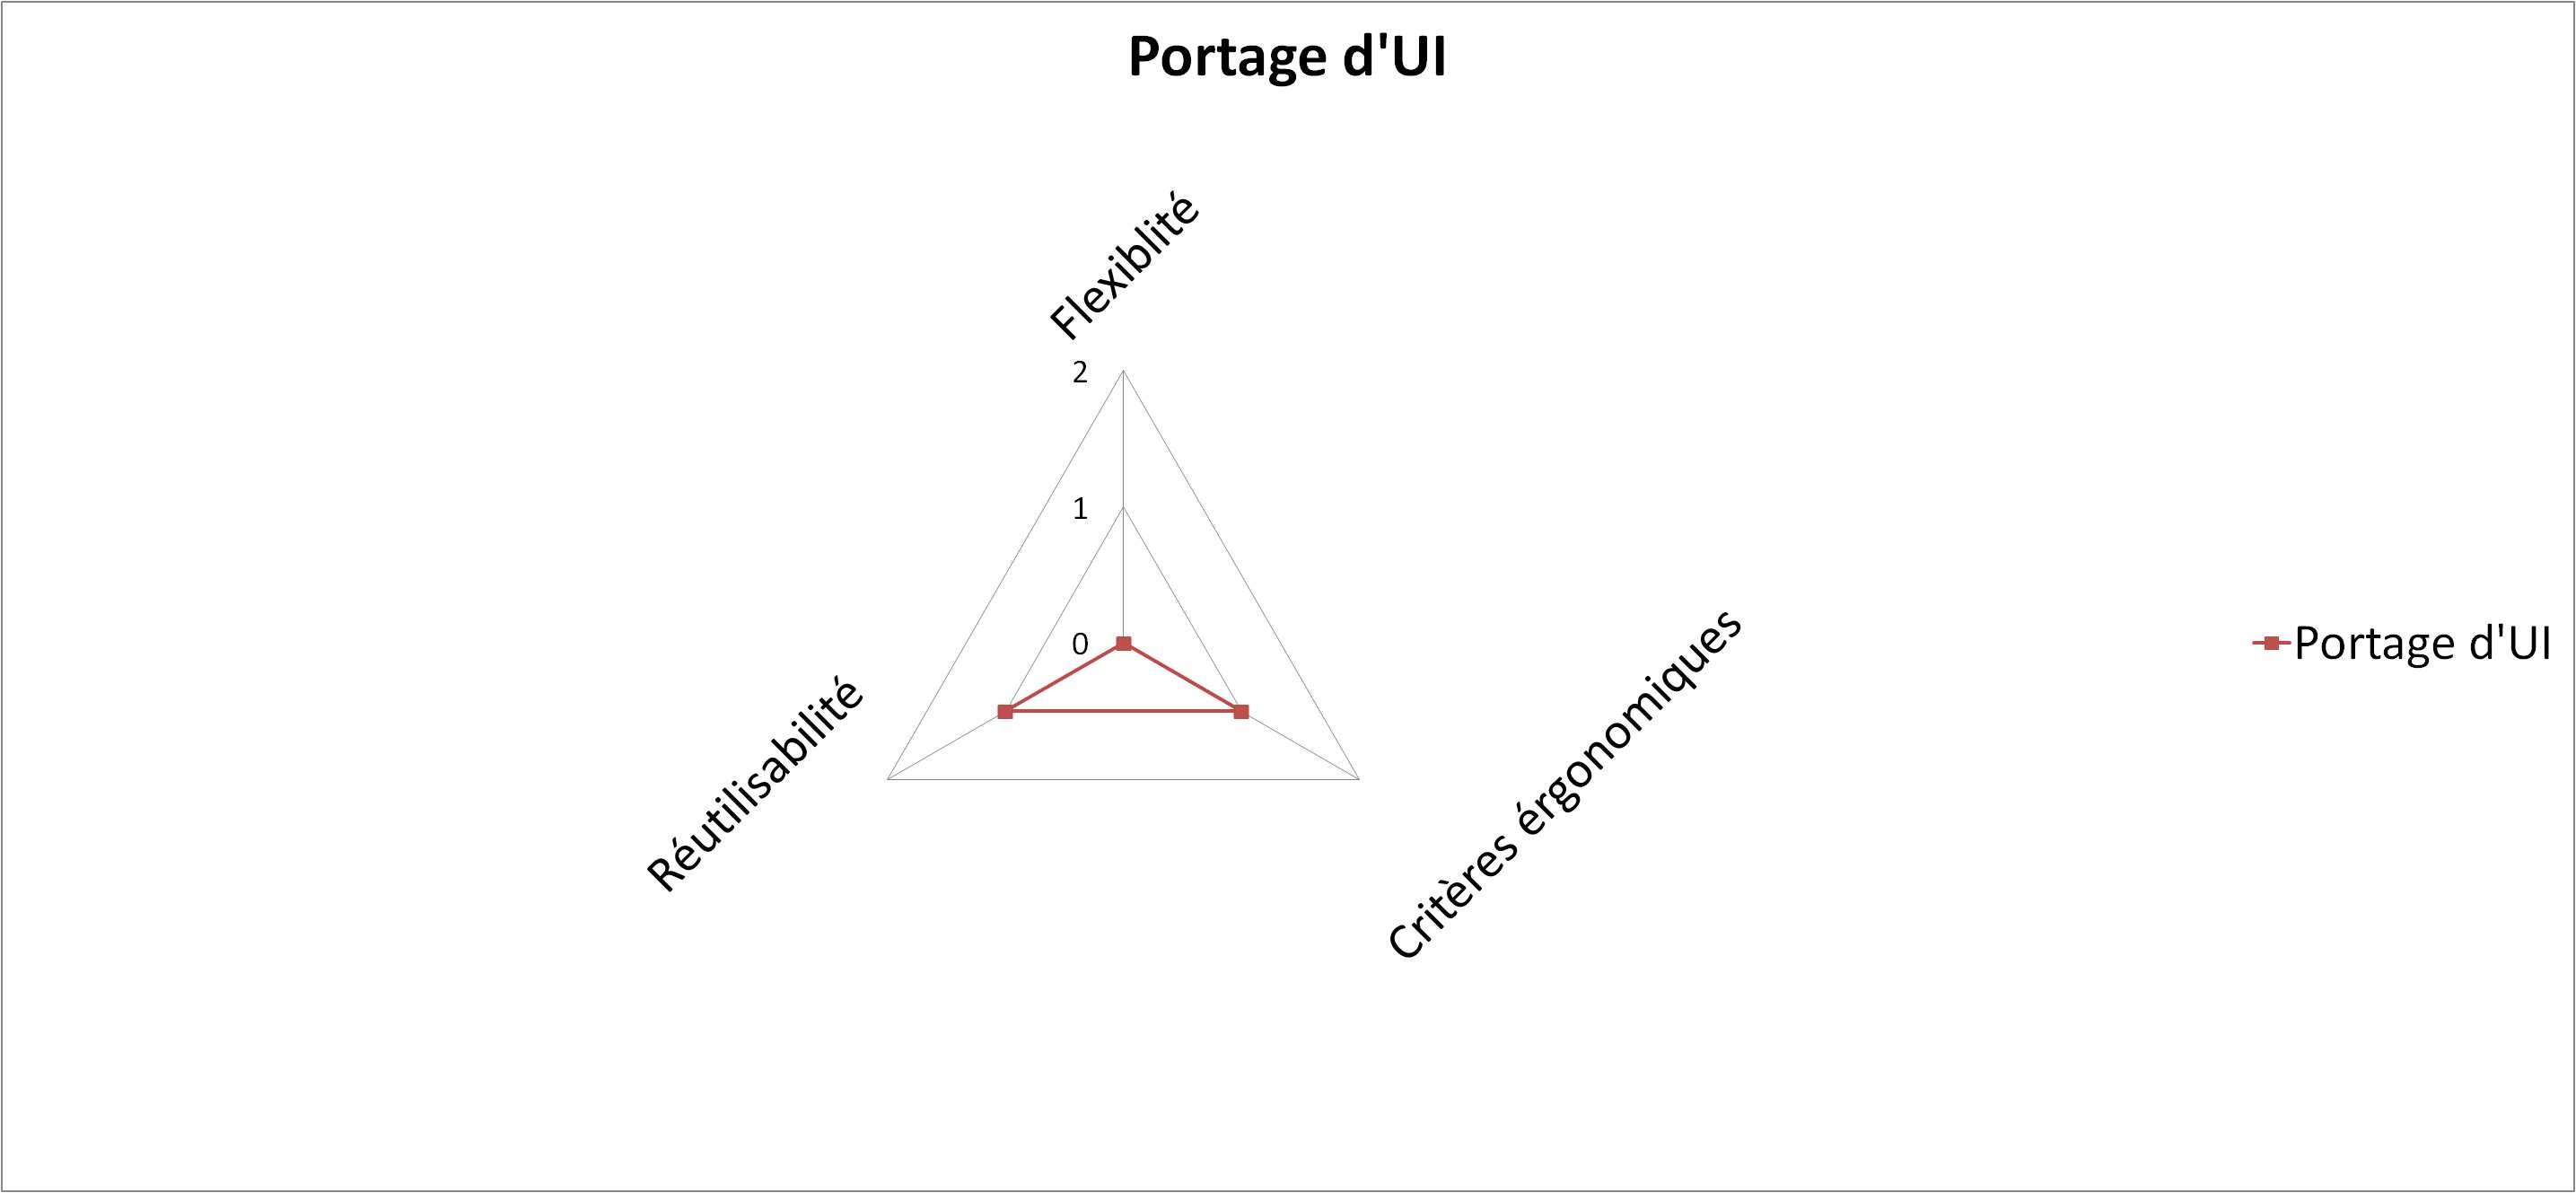 Portage d'UI
Flexiblité
2
1
0
Réutilisabilité
Critères érgonomiques
Portage d'UI